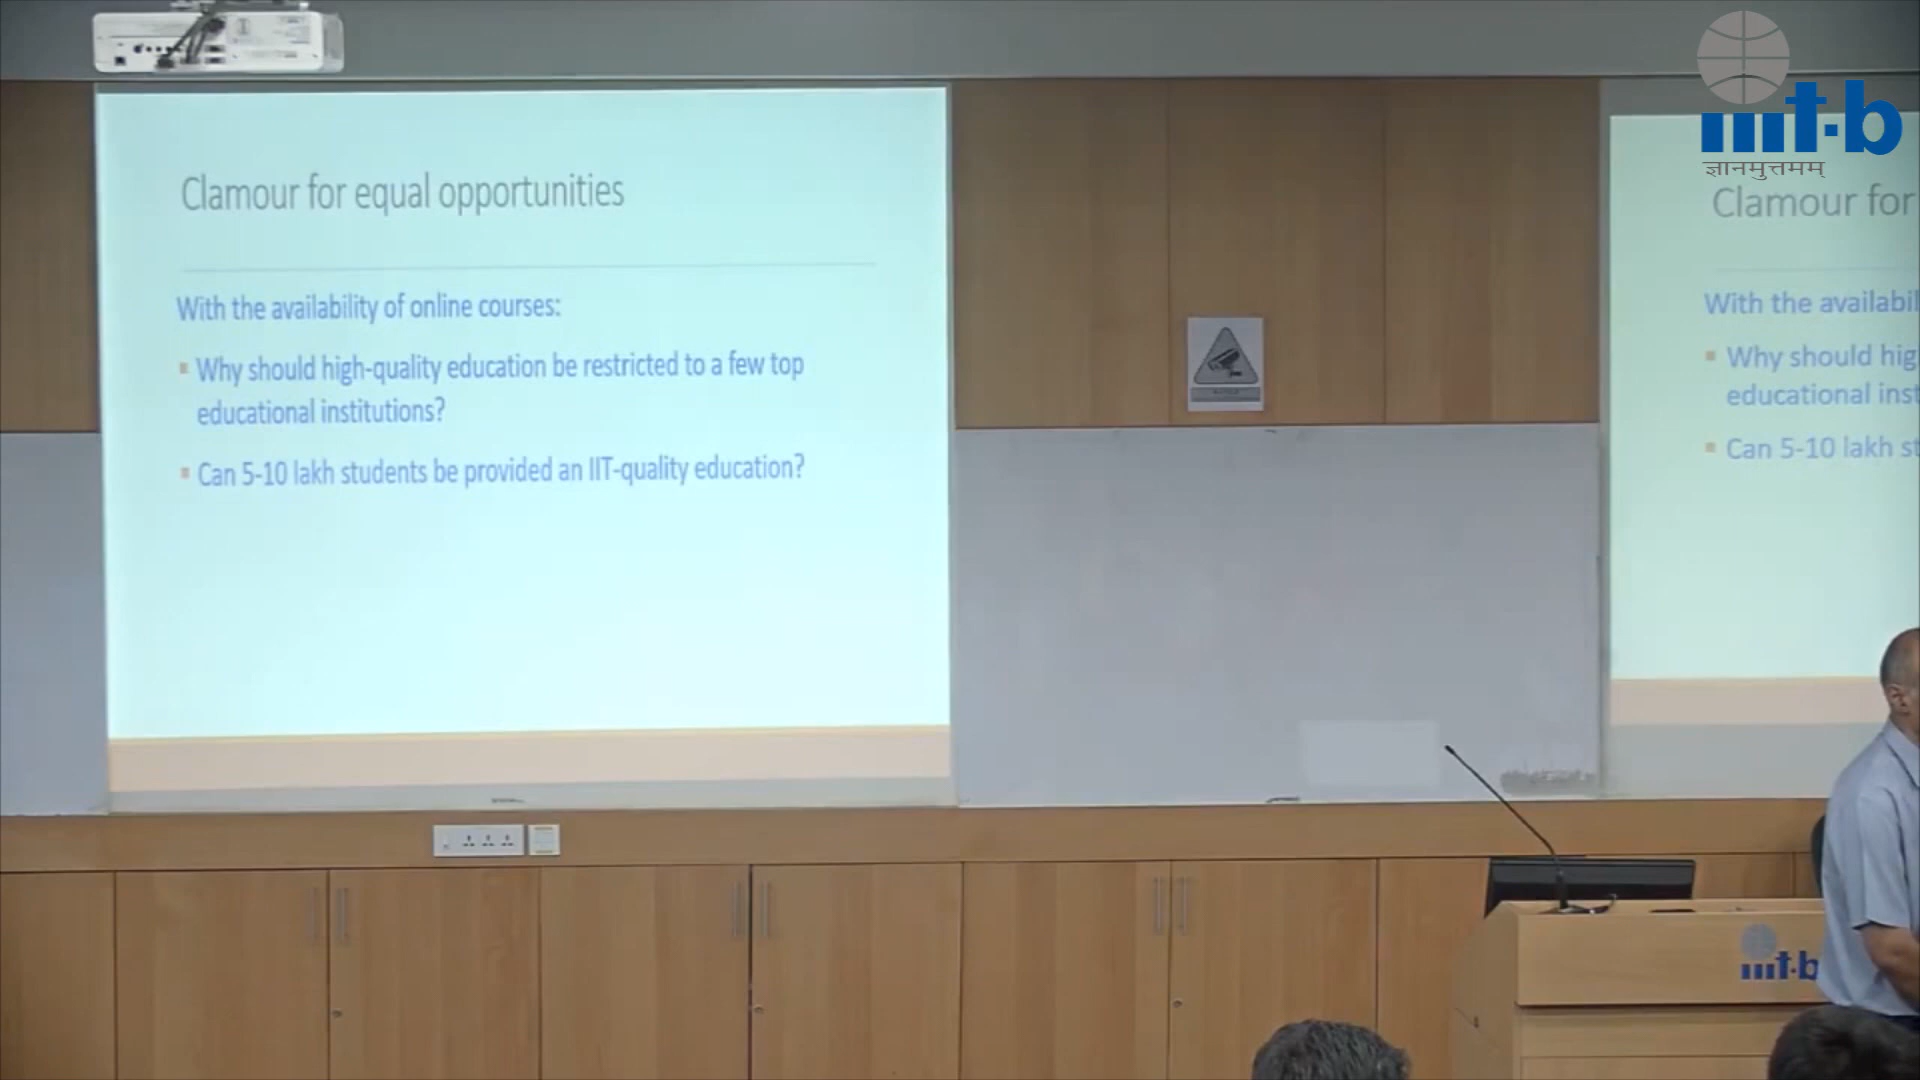 Clamour for equal opportunities
With the availability of online courses:
Why should high-quality education be restricted to a few top
educational institutions?
Can 5-10 lakh students be provided an IIT-quality education?
iiit-b
ज्ञानमुत्तमम्
Clamour for
With the availabil
Why should hig
educational inst
Can 5-10 lakh st
iiit-b